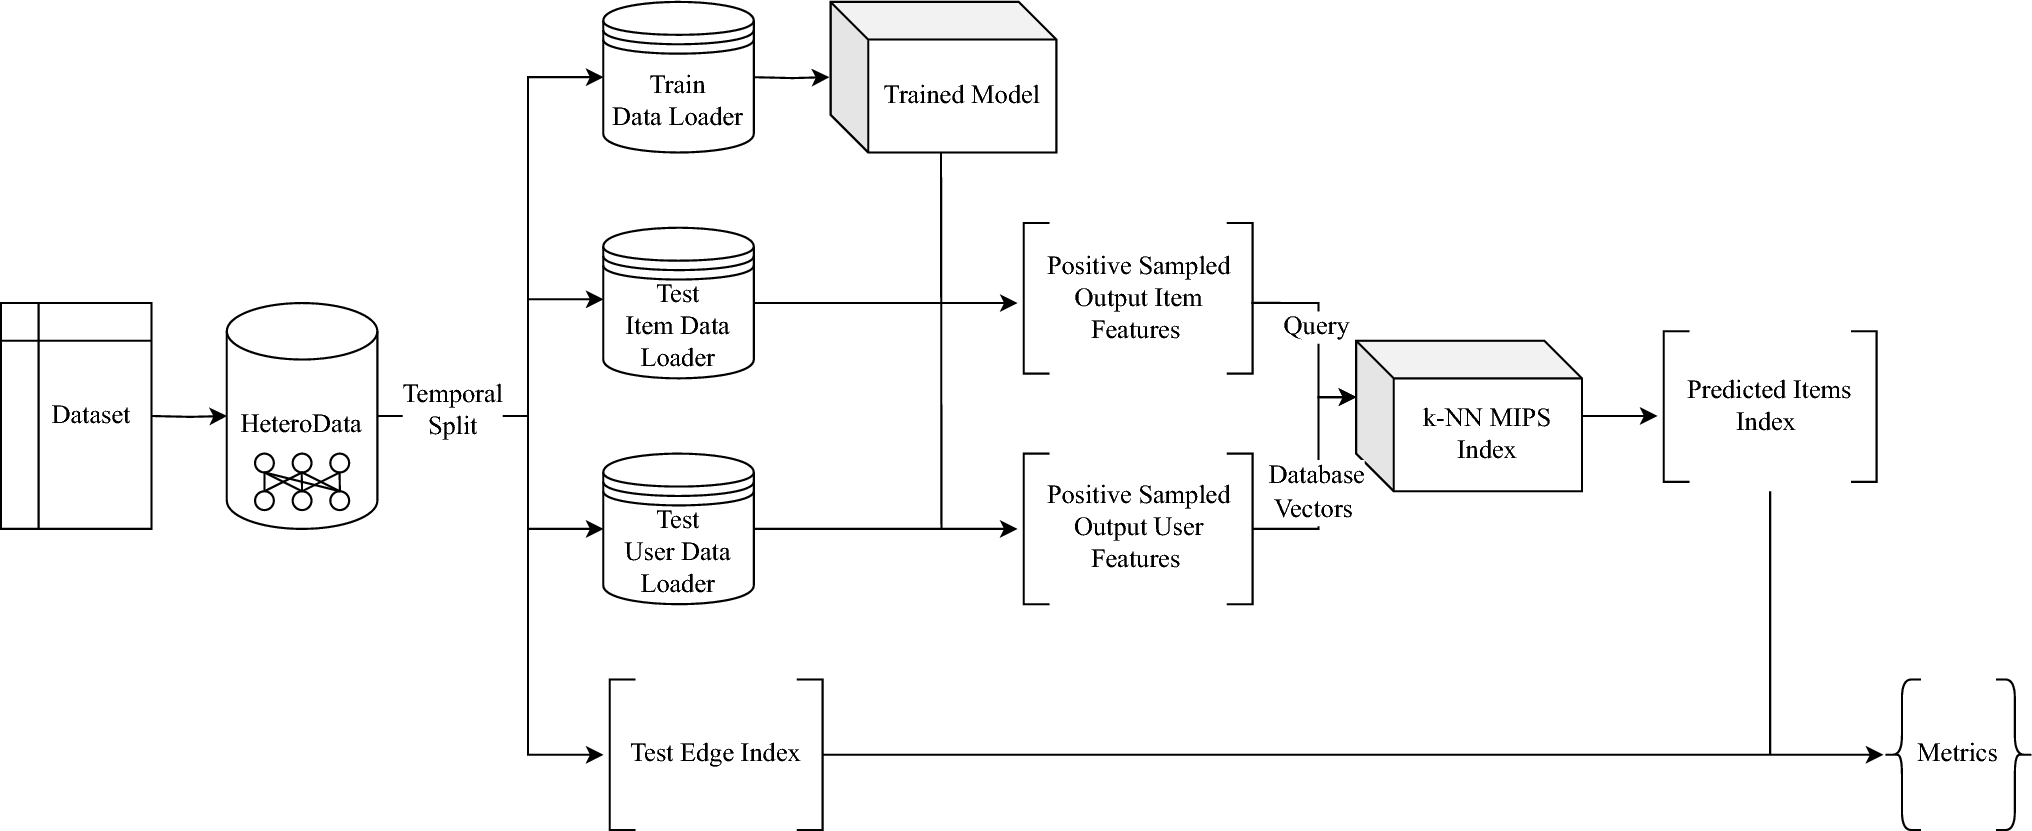 Train
Data Loader
Trained Model
Test
Item Data
Loader
Positive Sampled
Output Item
Features
Query
Dataset
HeteroData
Temporal
Split
k-NN MIPS
Index
Predicted Items
Index
Database
Vectors
Test
User Data
Loader
Positive Sampled
Output User
Features
Test Edge Index
Metrics